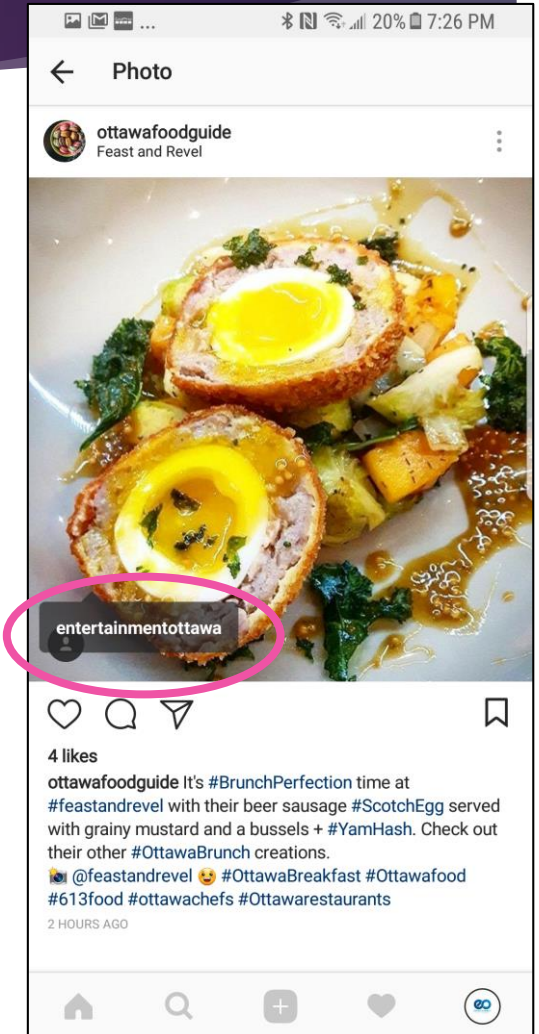 ... 20% 7:26 PM
Photo
ottawafoodguide
Feast and Revel
entertainmentottawa
4 likes
ottawafoodguide It's #BrunchPerfection time at
#feastandrevel with their beer sausage #ScotchEgg served
with grainy mustard and a bussels + #YamHash. Check out
their other #OttawaBrunch creations.
📸 @feastandrevel 😉 #OttawaBreakfast #Ottawafood
#613food #ottawachefs #Ottawarestaurants
2 HOURS AGO
eo